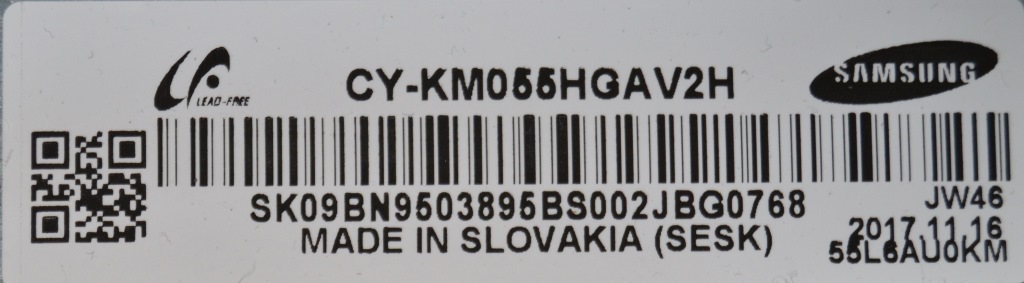 LEAD-FREE
CY-KM055HGAV2H
SAMSUNG
SK09BN9503895BS002JBG0768
JW46
MADE IN SLOVAKIA (SESK)
2017.11.16
55L6AU0KM